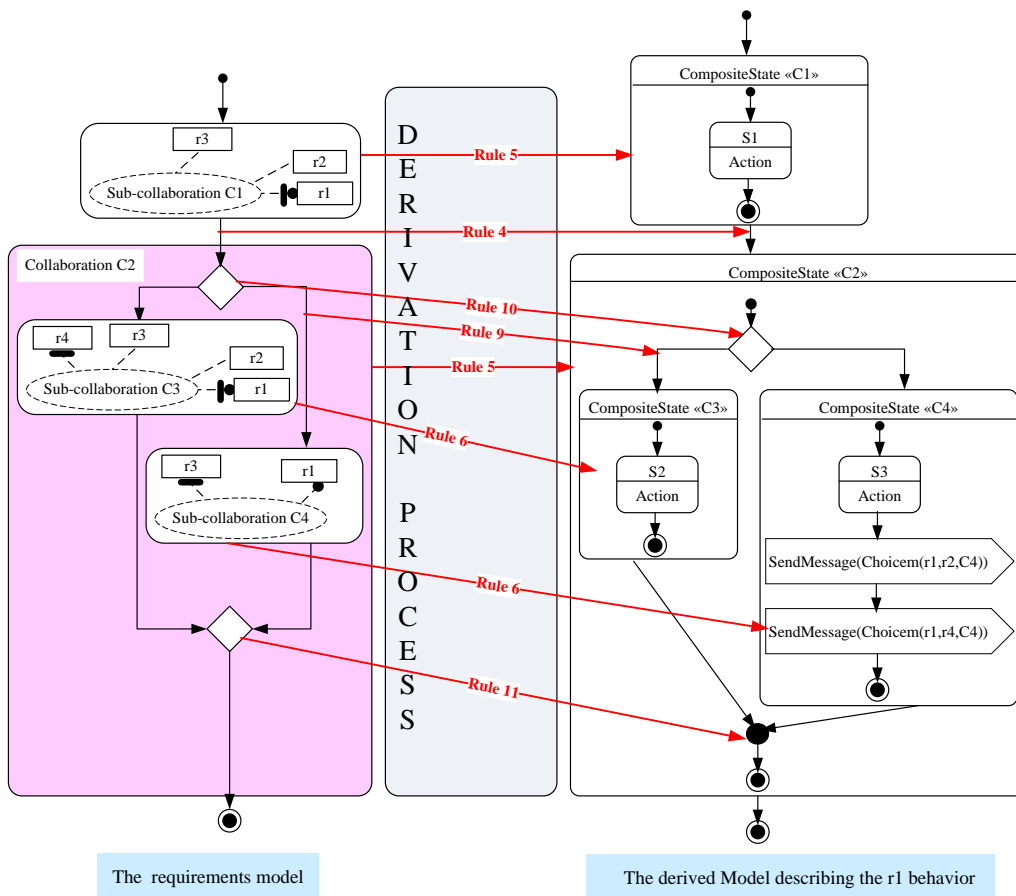 r3
r2
Sub-collaboration C1
r1
Collaboration C2
r4
r3
r2
Sub-collaboration C3
r1
r3
r1
Sub-collaboration C4
The requirements model
DERIVATION PROCESS
Rule 5
Rule 4
Rule 10
Rule 9
Rule 5
Rule 6
Rule 6
Rule 11
CompositeState «C1»
S1
Action
CompositeState «C2»
CompositeState «C3»
S2
Action
CompositeState «C4»
S3
Action
SendMessage(Choicem(r1,r2,C4))
SendMessage(Choicem(r1,r4,C4))
The derived Model describing the r1 behavior